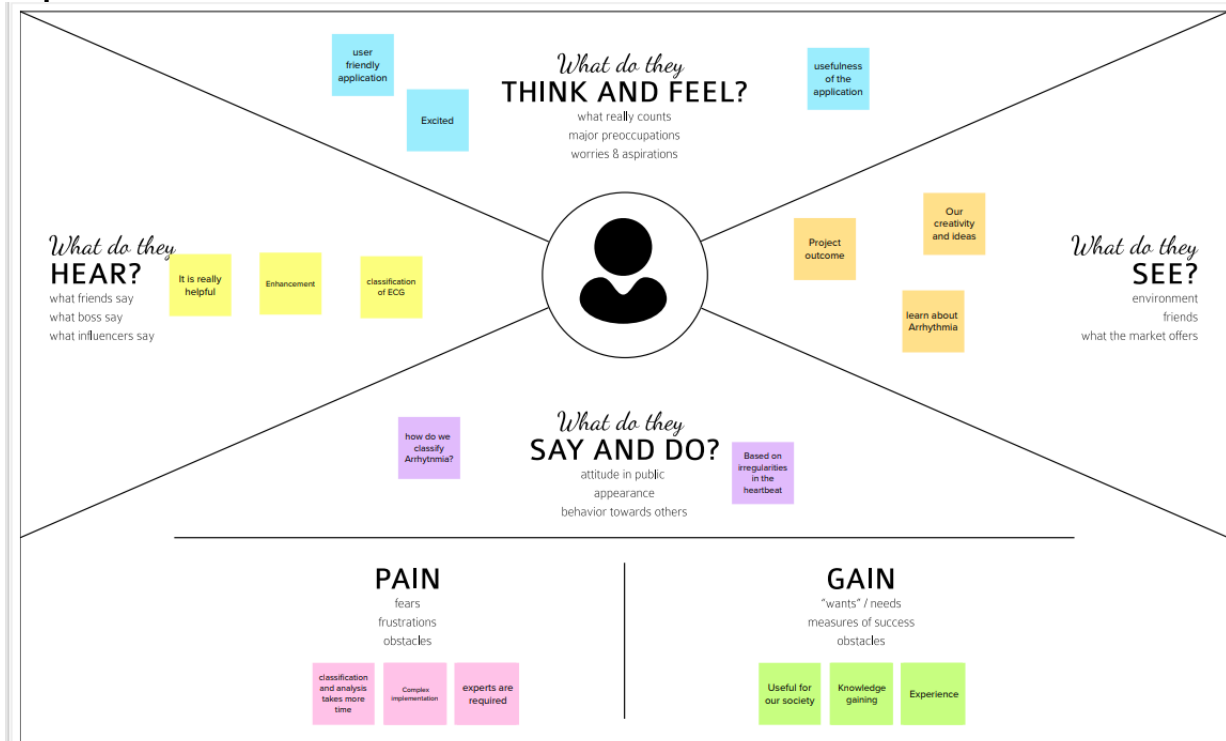 user
friendly
application
Excited
What do they
THINK AND FEEL?
what really counts
major preoccupations
worries & aspirations
usefulness
of the
application
What do they
HEAR?
what friends say
what boss say
what influencers say
It is really
helpful
Enhancement
classification
of ECG
Project
outcome
Our
creativity
and ideas
learn about
Arrhythmia
What do they
SEE?
environment
friends
what the market offers
how do we
classify
Arrhytnmia?
What do they
SAY AND DO?
attitude in public
appearance
behavior towards others
Based on
irregularities
in the
heartbeat
PAIN
fears
frustrations
obstacles
classification
and analysis
takes more
time
Complex
implementation
experts are
required
GAIN
“wants” / needs
measures of success
obstacles
Useful for
our society
Knowledge
gaining
Experience